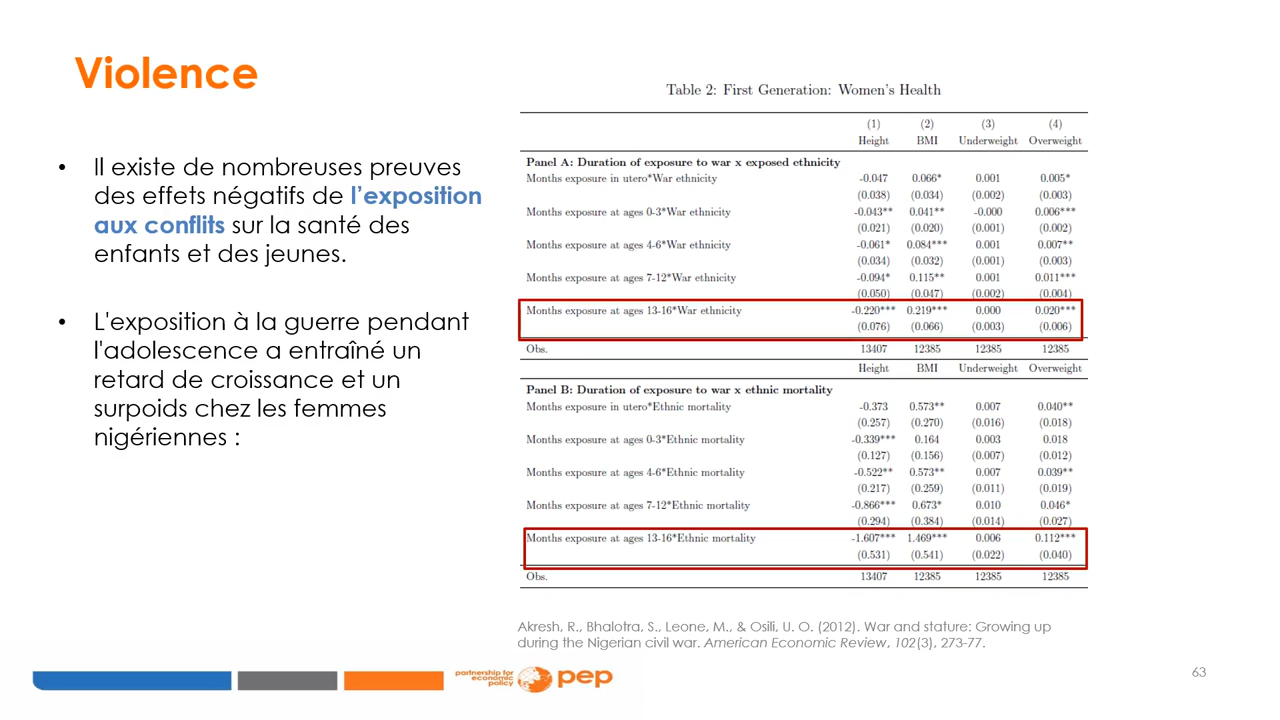 Violence
• Il existe de nombreuses preuves
des effets négatifs de l’exposition
aux conflits sur la santé des
enfants et des jeunes.
• L'exposition à la guerre pendant
l'adolescence a entraîné un
retard de croissance et un
surpoids chez les femmes
nigériennes :
Table 2: First Generation: Women's Health
(1) (2) (3) (4)
Height BMI Underweight Overweight
Panel A: Duration of exposure to war x exposed ethnicity
Months exposure in utero*War ethnicity -0.047 0.066* 0.001 0.005*
(0.038) (0.034) (0.002) (0.003)
Months exposure at ages 0-3*War ethnicity -0.043** 0.041** -0.000 0.006***
(0.021) (0.020) (0.001) (0.002)
Months exposure at ages 4-6*War ethnicity -0.061* 0.084*** 0.001 0.007**
(0.034) (0.032) (0.001) (0.003)
Months exposure at ages 7-12*War ethnicity -0.094* 0.115** 0.001 0.011***
(0.050) (0.047) (0.002) (0.004)
Months exposure at ages 13-16*War ethnicity -0.220*** 0.219*** 0.000 0.020***
(0.076) (0.066) (0.003) (0.006)
Obs. 13407 12385 12385 12385
Height BMI Underweight Overweight
Panel B: Duration of exposure to war x ethnic mortality
Months exposure in utero*Ethnic mortality -0.373 0.573** 0.007 0.040**
(0.257) (0.270) (0.016) (0.018)
Months exposure at ages 0-3*Ethnic mortality -0.339*** 0.164 0.003 0.018
(0.127) (0.156) (0.007) (0.012)
Months exposure at ages 4-6*Ethnic mortality -0.522** 0.573** 0.007 0.039**
(0.217) (0.259) (0.011) (0.019)
Months exposure at ages 7-12*Ethnic mortality -0.866*** 0.673* 0.010 0.046*
(0.294) (0.384) (0.014) (0.027)
Months exposure at ages 13-16*Ethnic mortality -1.607*** 1.469*** 0.006 0.112***
(0.531) (0.541) (0.022) (0.040)
Obs. 13407 12385 12385 12385
Akresh, R., Bhalotra, S., Leone, M., & Osili, U. O. (2012). War and stature: Growing up
during the Nigerian civil war. American Economic Review, 102(3), 273-77.
partnership for
economic
policy
pep
63